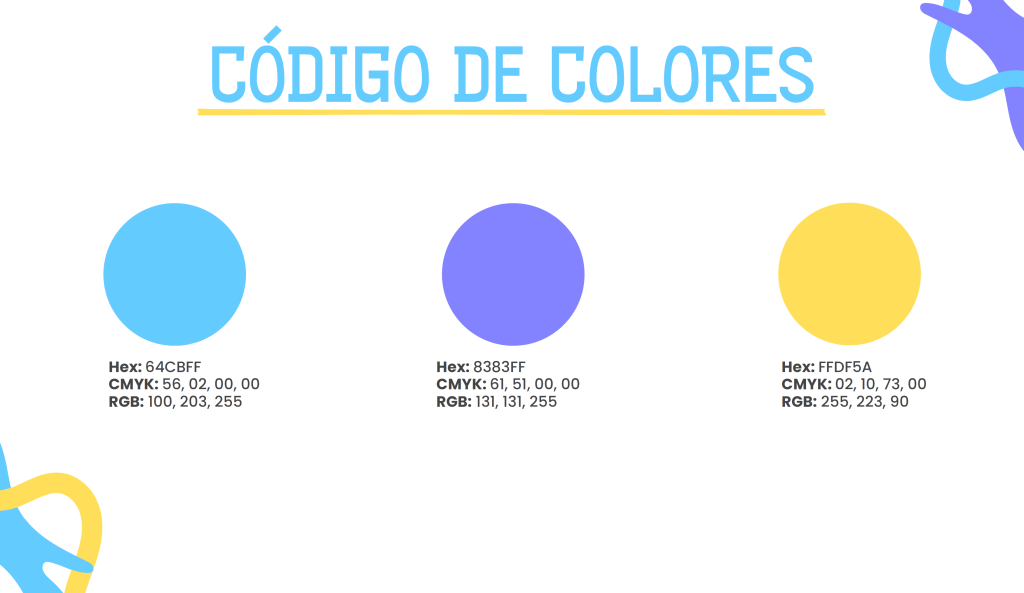 CÓDIGO DE COLORES
Hex: 64CBFF
CMYK: 56, 02, 00, 00
RGB: 100, 203, 255
Hex: 8383FF
CMYK: 61, 51, 00, 00
RGB: 131, 131, 255
Hex: FFDF5A
CMYK: 02, 10, 73, 00
RGB: 255, 223, 90